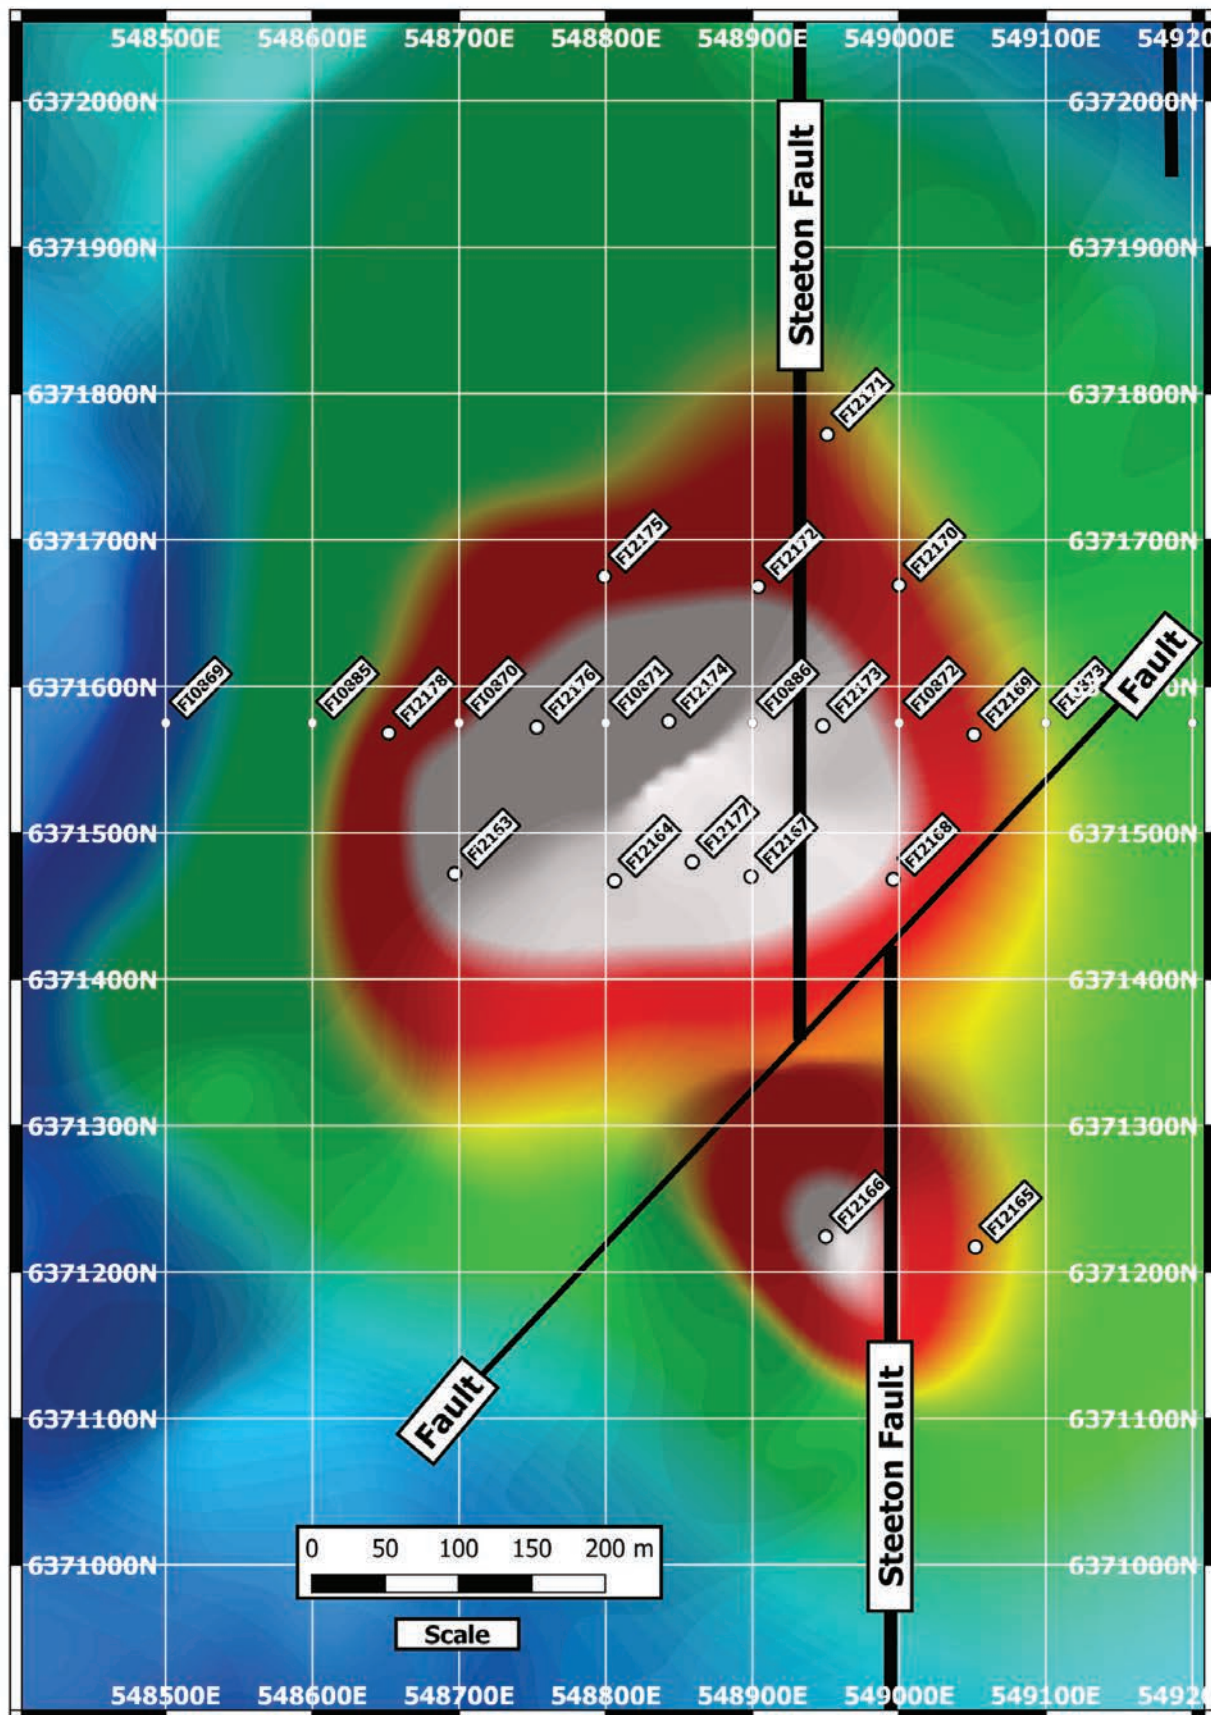 548500E 548600E 548700E 548800E 548900E 549000E 549100E 54920
6372000N 6372000N
Steeton Fault
6371900N 6371900N
6371800N 6371800N
FI2171
6371700N 6371700N
FI2175
FI2172
FI2170
6371600N
FI0869
FI0885
FI2178
FI0870
FI2176
FI0871
FI2174
FI0886
FI2173
FI0872
FI2169
Fault
6371500N 6371500N
FI2163
FI2164
FI2177
FI2167
FI2168
6371400N 6371400N
6371300N 6371300N
FI2166
FI2165
6371200N 6371200N
Fault
6371100N 6371100N
Steeton Fault
0 50 100 150 200 m
6371000N 6371000N
Scale
548500E 548600E 548700E 548800E 548900E 549000E 549100E 54920